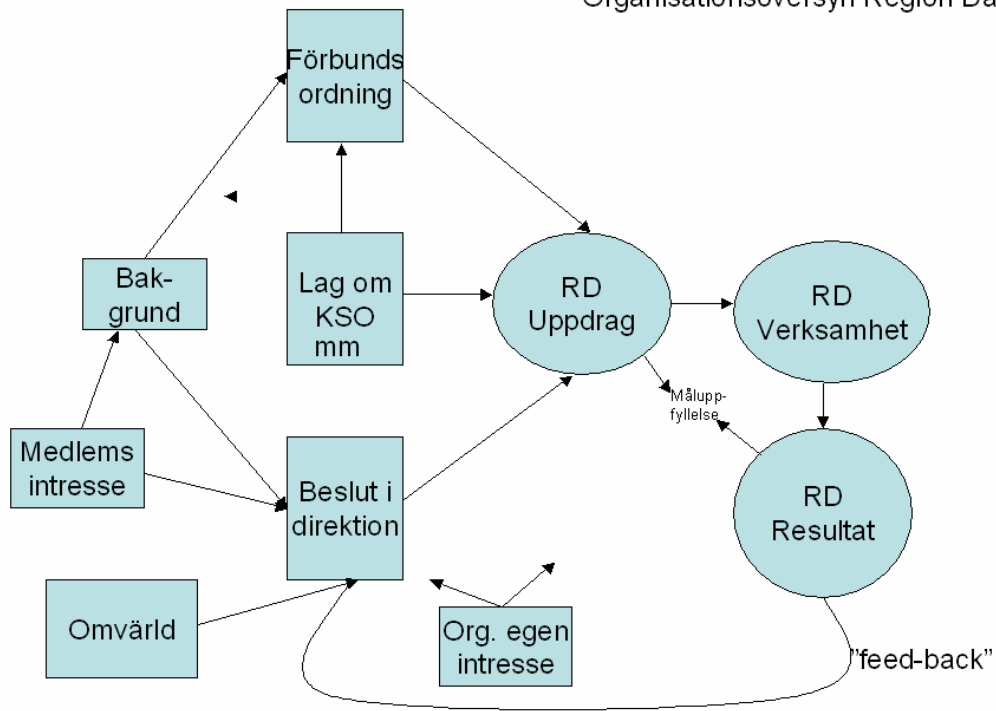 Organisationsöversyn Region Da
Förbunds
ordning
Bak-
grund
Lag om
KSO
mm
RD
Uppdrag
RD
Verksamhet
Målupp-
fyllelse
Medlems
intresse
Beslut i
direktion
RD
Resultat
Omvärld
Org. egen
intresse
”feed-back”